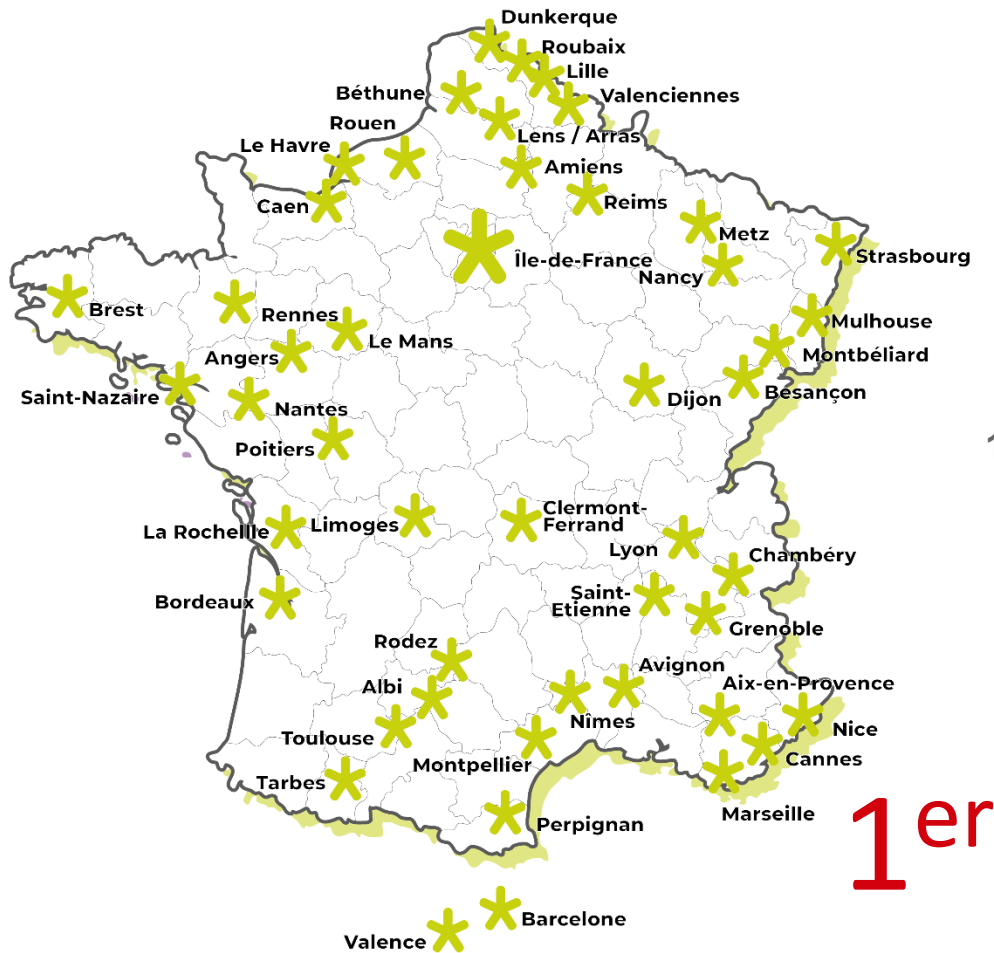 Dunkerque
Roubaix
Lille
Béthune
Valenciennes
Rouen
Lens / Arras
Le Havre
Amiens
Caen
Reims
Metz
Île-de-France
Strasbourg
Nancy
Brest
Rennes
Mulhouse
Le Mans
Angers
Montbéliard
Saint-Nazaire
Besançon
Dijon
Nantes
Poitiers
Clermont-
Ferrand
La Rochellle
Limoges
Lyon
Chambéry
Saint-
Etienne
Bordeaux
Grenoble
Rodez
Avignon
Albi
Aix-en-Provence
Nîmes
Nice
Toulouse
Cannes
Montpellier
Tarbes
Marseille
Perpignan
1er
Barcelone
Valence